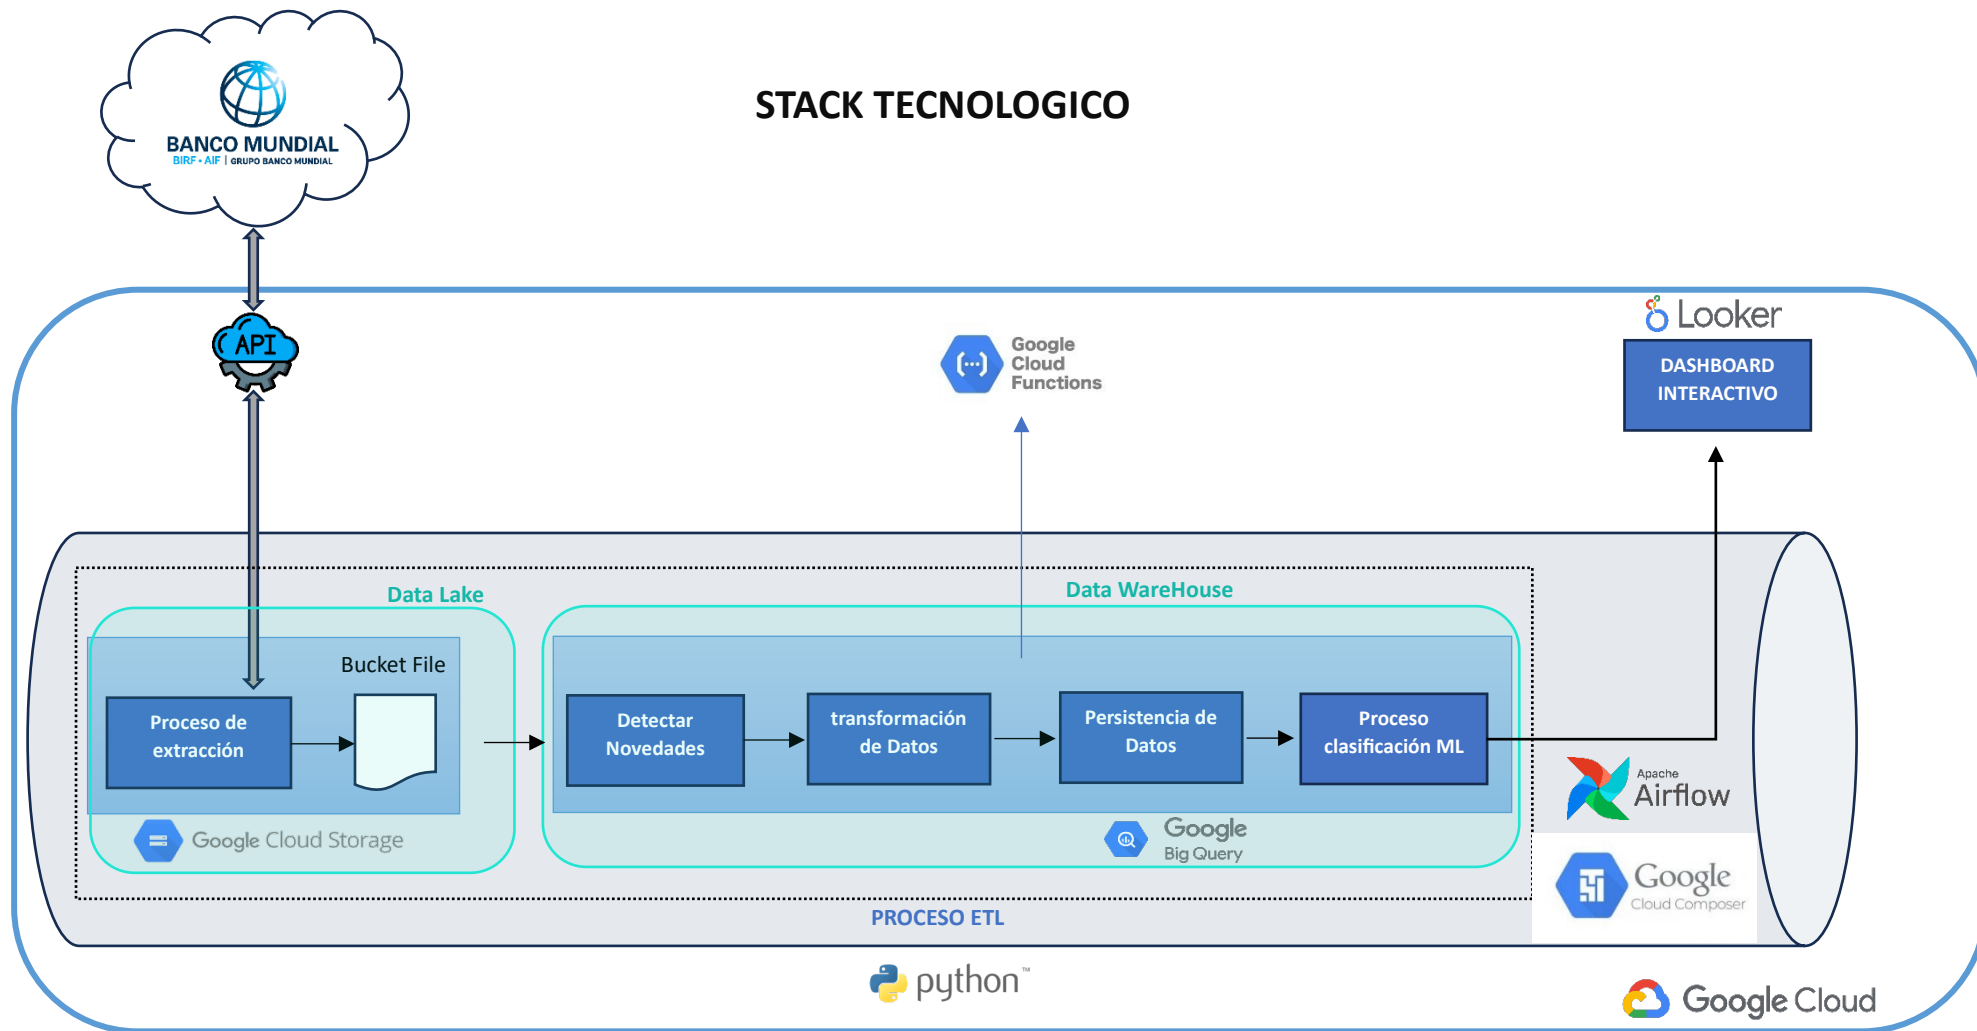 STACK TECNOLOGICO
BANCO MUNDIAL
BIRF • AIF | GRUPO BANCO MUNDIAL
API
Google
Cloud
Functions
Looker
DASHBOARD
INTERACTIVO
Data Lake
Data WareHouse
Bucket File
Proceso de
extracción
Detectar
Novedades
transformación
de Datos
Persistencia de
Datos
Proceso
clasificación ML
Google Cloud Storage
Google
Big Query
Apache
Airflow
Google
Cloud Composer
PROCESO ETL
python™
Google Cloud